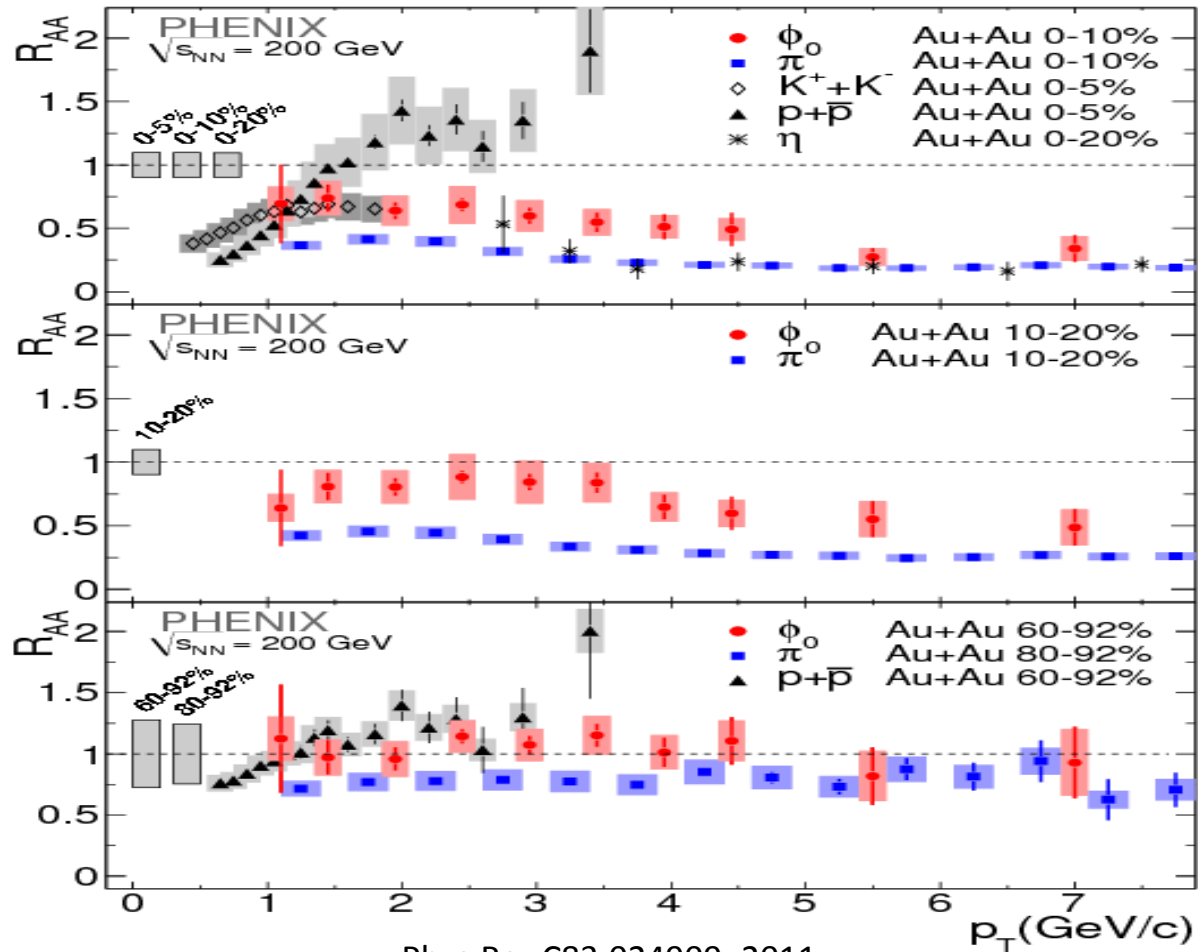 R_AA
PHENIX
√s_NN = 200 GeV
0-5%
0-10%
0-20%
ϕ Au+Au 0-10%
π⁰ Au+Au 0-10%
K⁺+K⁻ Au+Au 0-5%
p+p̅ Au+Au 0-5%
η Au+Au 0-20%
2
1.5
1
0.5
0
R_AA
PHENIX
√s_NN = 200 GeV
10-20%
ϕ Au+Au 10-20%
π⁰ Au+Au 10-20%
2
1.5
1
0.5
0
R_AA
PHENIX
√s_NN = 200 GeV
60-92%
80-92%
ϕ Au+Au 60-92%
π⁰ Au+Au 80-92%
p+p̅ Au+Au 60-92%
2
1.5
1
0.5
0
0 1 2 3 4 5 6 7
p_T(GeV/c)